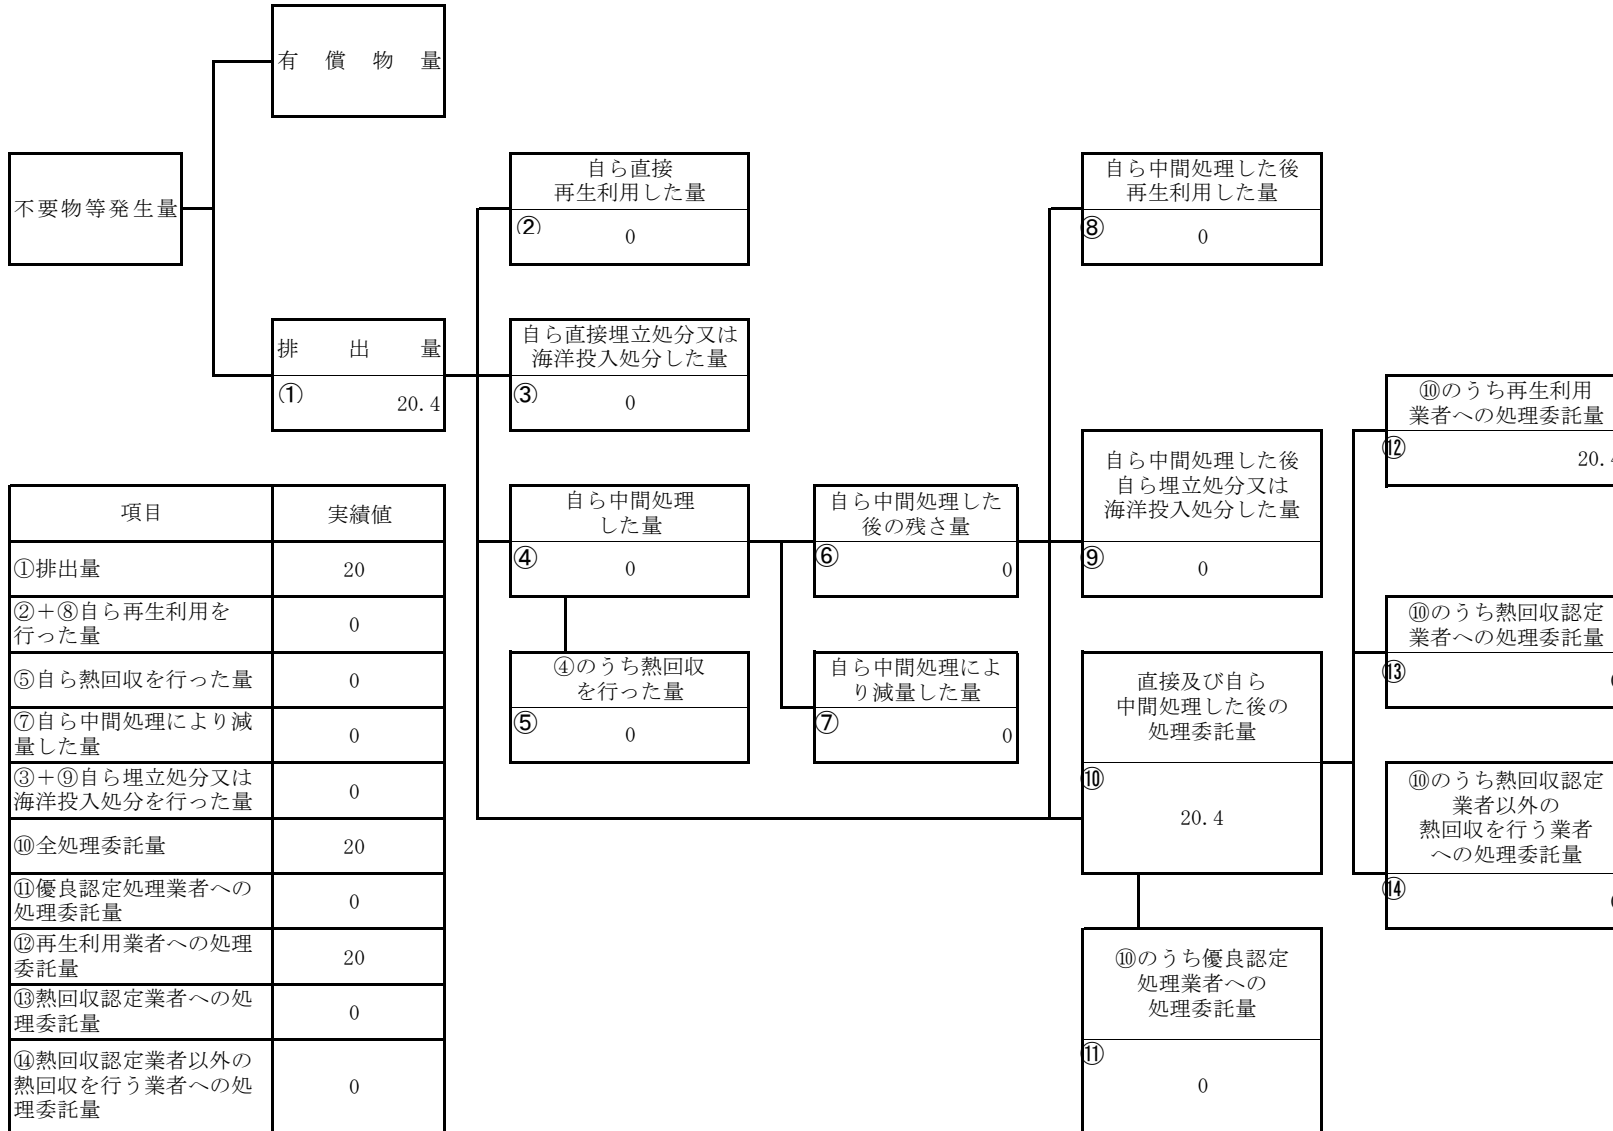 有償物量
不要物等発生量
排出量
①
20.4
自ら直接
再生利用した量
②
0
自ら直接埋立処分又は
海洋投入処分した量
③
0
自ら中間処理
した量
④
0
④のうち熱回収
を行った量
⑤
0
自ら中間処理した
後の残さ量
⑥
0
自ら中間処理によ
り減量した量
⑦
0
自ら中間処理した後
再生利用した量
⑧
0
自ら中間処理した後
自ら埋立処分又は
海洋投入処分した量
⑨
0
直接及び自ら
中間処理した後の
処理委託量
⑩
20.4
⑩のうち優良認定
処理業者への
処理委託量
⑪
0
⑩のうち再生利用
業者への処理委託量
⑫
20.4
⑩のうち熱回収認定
業者への処理委託量
⑬
⑩のうち熱回収認定
業者以外の
熱回収を行う業者
への処理委託量
⑭
項目
実績値
①排出量
20
②＋⑧自ら再生利用を
行った量
0
⑤自ら熱回収を行った量
0
⑦自ら中間処理により減
量した量
0
③＋⑨自ら埋立処分又は
海洋投入処分を行った量
0
⑩全処理委託量
20
⑪優良認定処理業者への
処理委託量
0
⑫再生利用業者への処理
委託量
20
⑬熱回収認定業者への処
理委託量
0
⑭熱回収認定業者以外の
熱回収を行う業者への処
理委託量
0